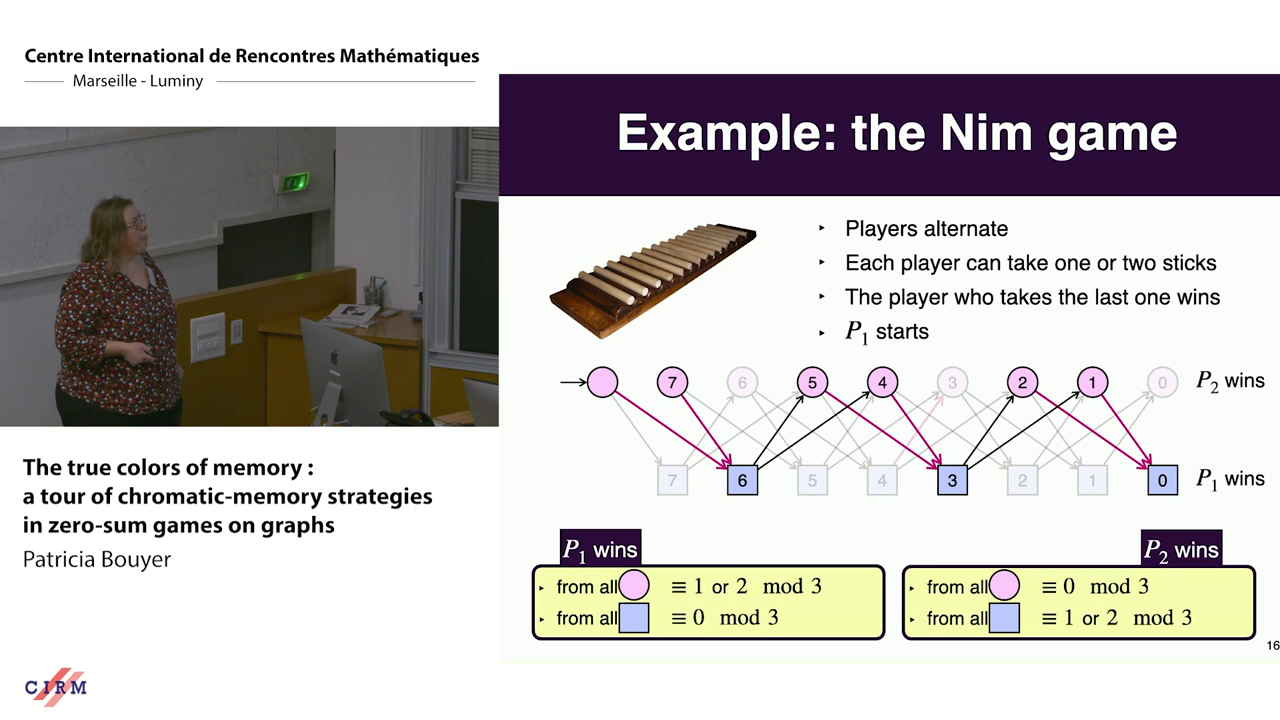 Centre International de Rencontres Mathématiques
Marseille - Luminy
Example: the Nim game
‣ Players alternate
‣ Each player can take one or two sticks
‣ The player who takes the last one wins
‣ P₁ starts
7 6 5 4 3 2 1 0 P₂ wins
7 6 5 4 3 2 1 0 P₁ wins
The true colors of memory :
a tour of chromatic-memory strategies
in zero-sum games on graphs
Patricia Bouyer
P₁ wins
‣ from all ≡ 1 or 2 mod 3
‣ from all ≡ 0 mod 3
P₂ wins
‣ from all ≡ 0 mod 3
‣ from all ≡ 1 or 2 mod 3
16
CIRM